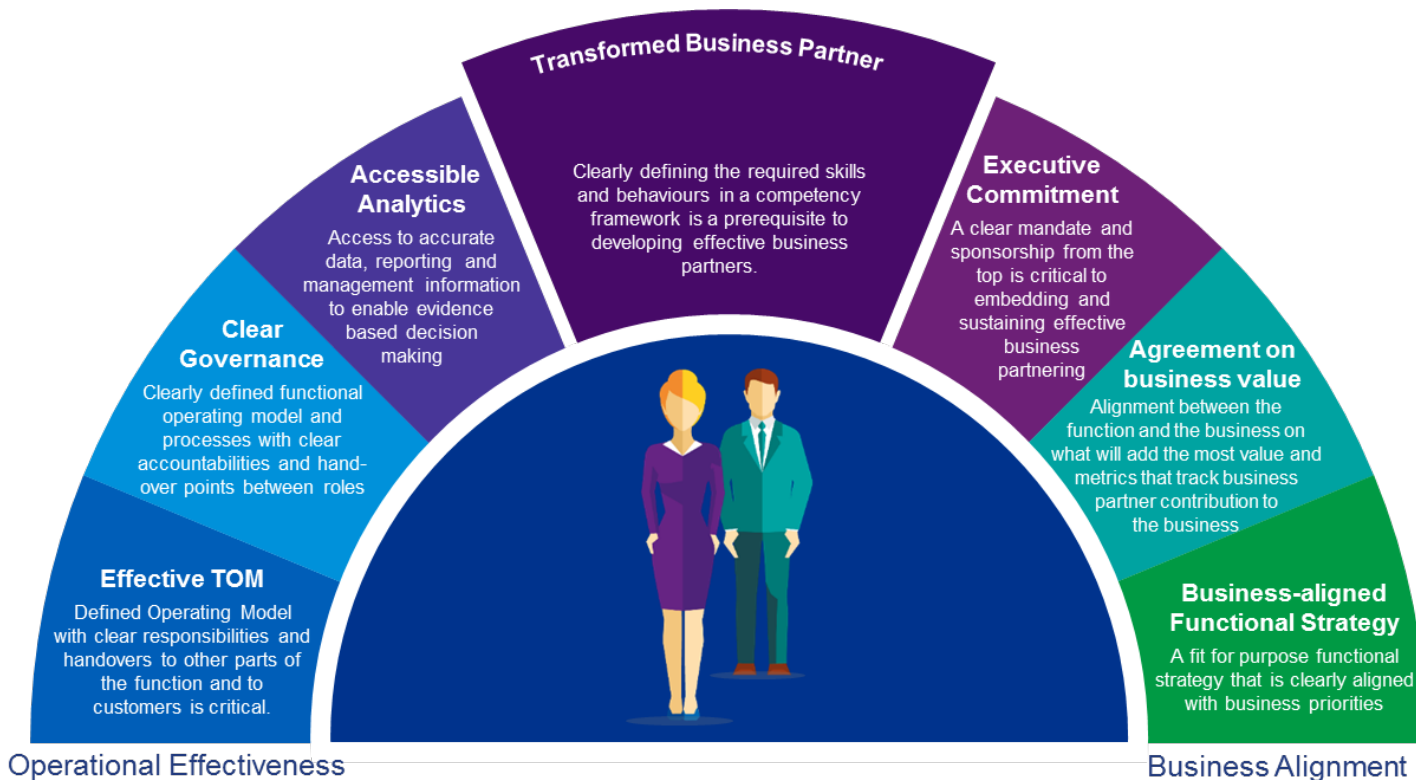 Transformed Business Partner
Clearly defining the required skills
and behaviours in a competency
framework is a prerequisite to
developing effective business
partners.
Accessible
Analytics
Access to accurate
data, reporting and
management information
to enable evidence
based decision
making
Executive
Commitment
A clear mandate and
sponsorship from the
top is critical to
embedding and
sustaining effective
business
partnering
Clear
Governance
Clearly defined functional
operating model and
processes with clear
accountabilities and hand-
over points between roles
Agreement on
business value
Alignment between the
function and the business on
what will add the most value and
metrics that track business
partner contribution to
the business
Effective TOM
Defined Operating Model
with clear responsibilities and
handovers to other parts of
the function and to
customers is critical.
Business-aligned
Functional Strategy
A fit for purpose functional
strategy that is clearly aligned
with business priorities
Operational Effectiveness
Business Alignment